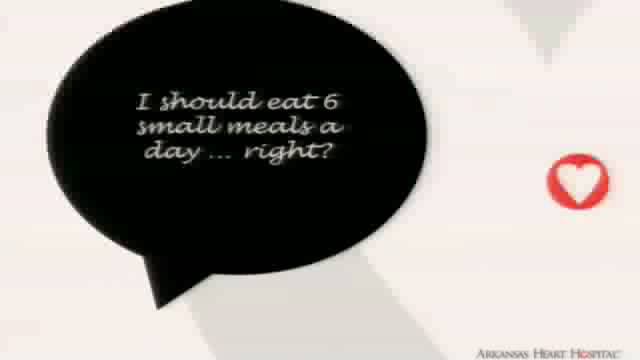 I should eat 6
small meals a
day ... right?
ARKANSAS HEART HOSPITAL